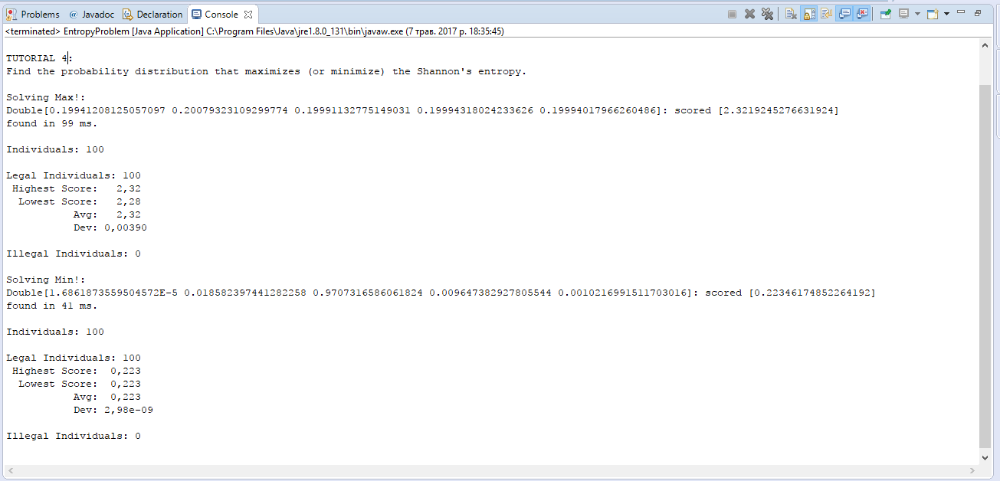 Problems @ Javadoc Declaration Console
<terminated> EntropyProblem [Java Application] C:\Program Files\Java\jre1.8.0_131\bin\javaw.exe (7 трав. 2017 р. 18:35:45)
TUTORIAL 4:
Find the probability distribution that maximizes (or minimize) the Shannon's entropy.
Solving Max!:
Double[0.19941208125057097 0.20079323109299774 0.19991132775149031 0.19994318024233626 0.19994017966260486]: scored [2.3219245276631924]
found in 99 ms.
Individuals: 100
Legal Individuals: 100
Highest Score: 2,32
Lowest Score: 2,28
Avg: 2,32
Dev: 0,00390
Illegal Individuals: 0
Solving Min!:
Double[1.6861873559504572E-5 0.018582397441282258 0.9707316586061824 0.009647382927805544 0.0010216991511703016]: scored [0.22346174852264192]
found in 41 ms.
Individuals: 100
Legal Individuals: 100
Highest Score: 0,223
Lowest Score: 0,223
Avg: 0,223
Dev: 2,98e-09
Illegal Individuals: 0